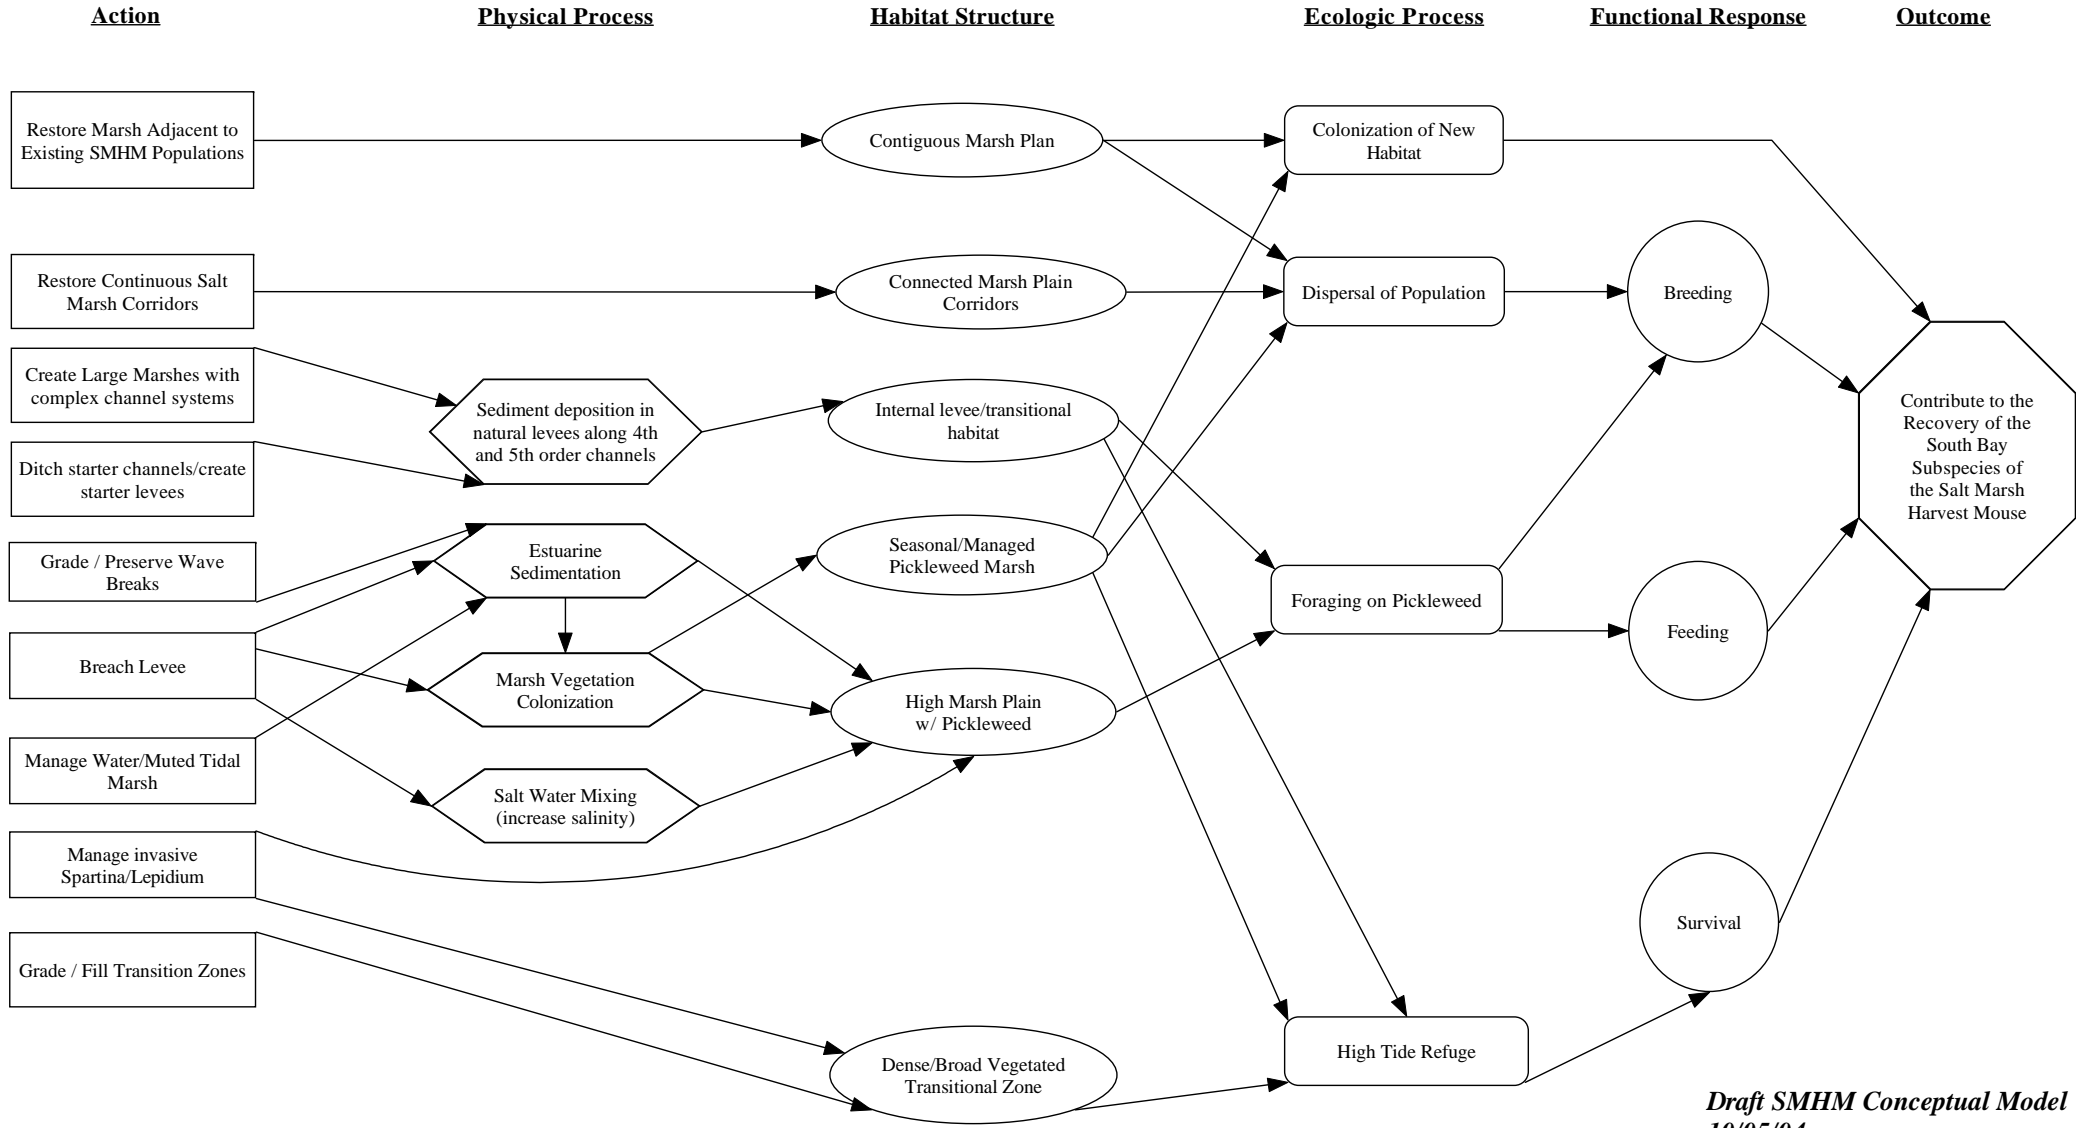 Action
Physical Process
Habitat Structure
Ecologic Process
Functional Response
Outcome
Restore Marsh Adjacent to
Existing SMHM Populations
Contiguous Marsh Plan
Colonization of New
Habitat
Restore Continuous Salt
Marsh Corridors
Connected Marsh Plain
Corridors
Dispersal of Population
Breeding
Create Large Marshes with
complex channel systems
Sediment deposition in
natural levees along 4th
and 5th order channels
Internal levee/transitional
habitat
Contribute to the
Recovery of the
South Bay
Subspecies of
the Salt Marsh
Harvest Mouse
Ditch starter channels/create
starter levees
Grade / Preserve Wave
Breaks
Estuarine
Sedimentation
Seasonal/Managed
Pickleweed Marsh
Foraging on Pickleweed
Feeding
Breach Levee
Marsh Vegetation
Colonization
High Marsh Plain
w/ Pickleweed
Manage Water/Muted Tidal
Marsh
Salt Water Mixing
(increase salinity)
Manage invasive
Spartina/Lepidium
Survival
Grade / Fill Transition Zones
Dense/Broad Vegetated
Transitional Zone
High Tide Refuge
Draft SMHM Conceptual Model
10/05/04